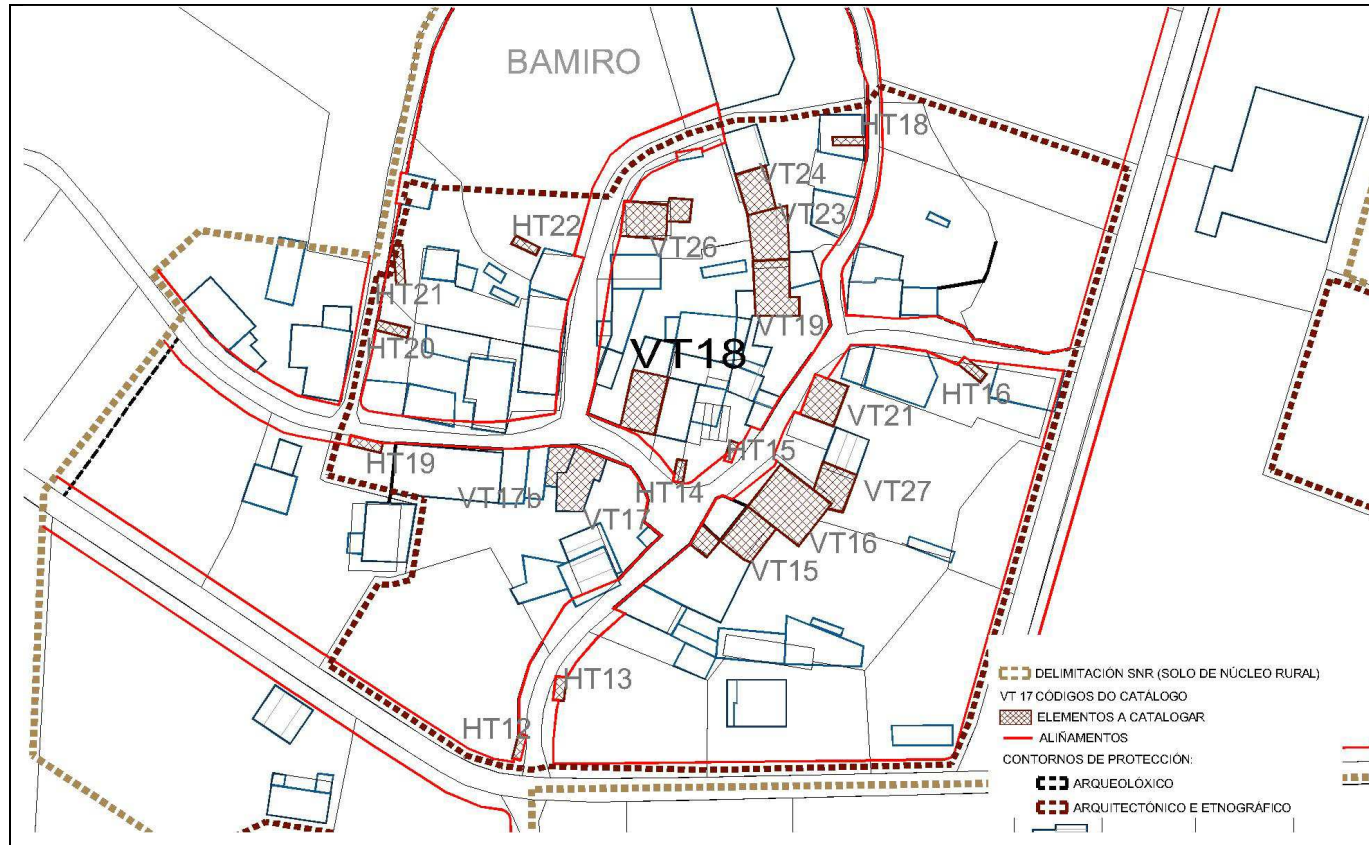 BAMIRO
HT18
VT24
VT23
HT22
VT26
HT21
VT19
HT20
VT18
HT16
VT21
HT15
HT19
HT14
VT17b
VT27
VT17
VT16
VT15
HT13
HT12
DELIMITACIÓN SNR (SOLO DE NÚCLEO RURAL)
VT 17 CÓDIGOS DO CATÁLOGO
ELEMENTOS A CATALOGAR
ALIÑAMENTOS
CONTORNOS DE PROTECCIÓN:
ARQUEOLÓXICO
ARQUITECTÓNICO E ETNOGRÁFICO